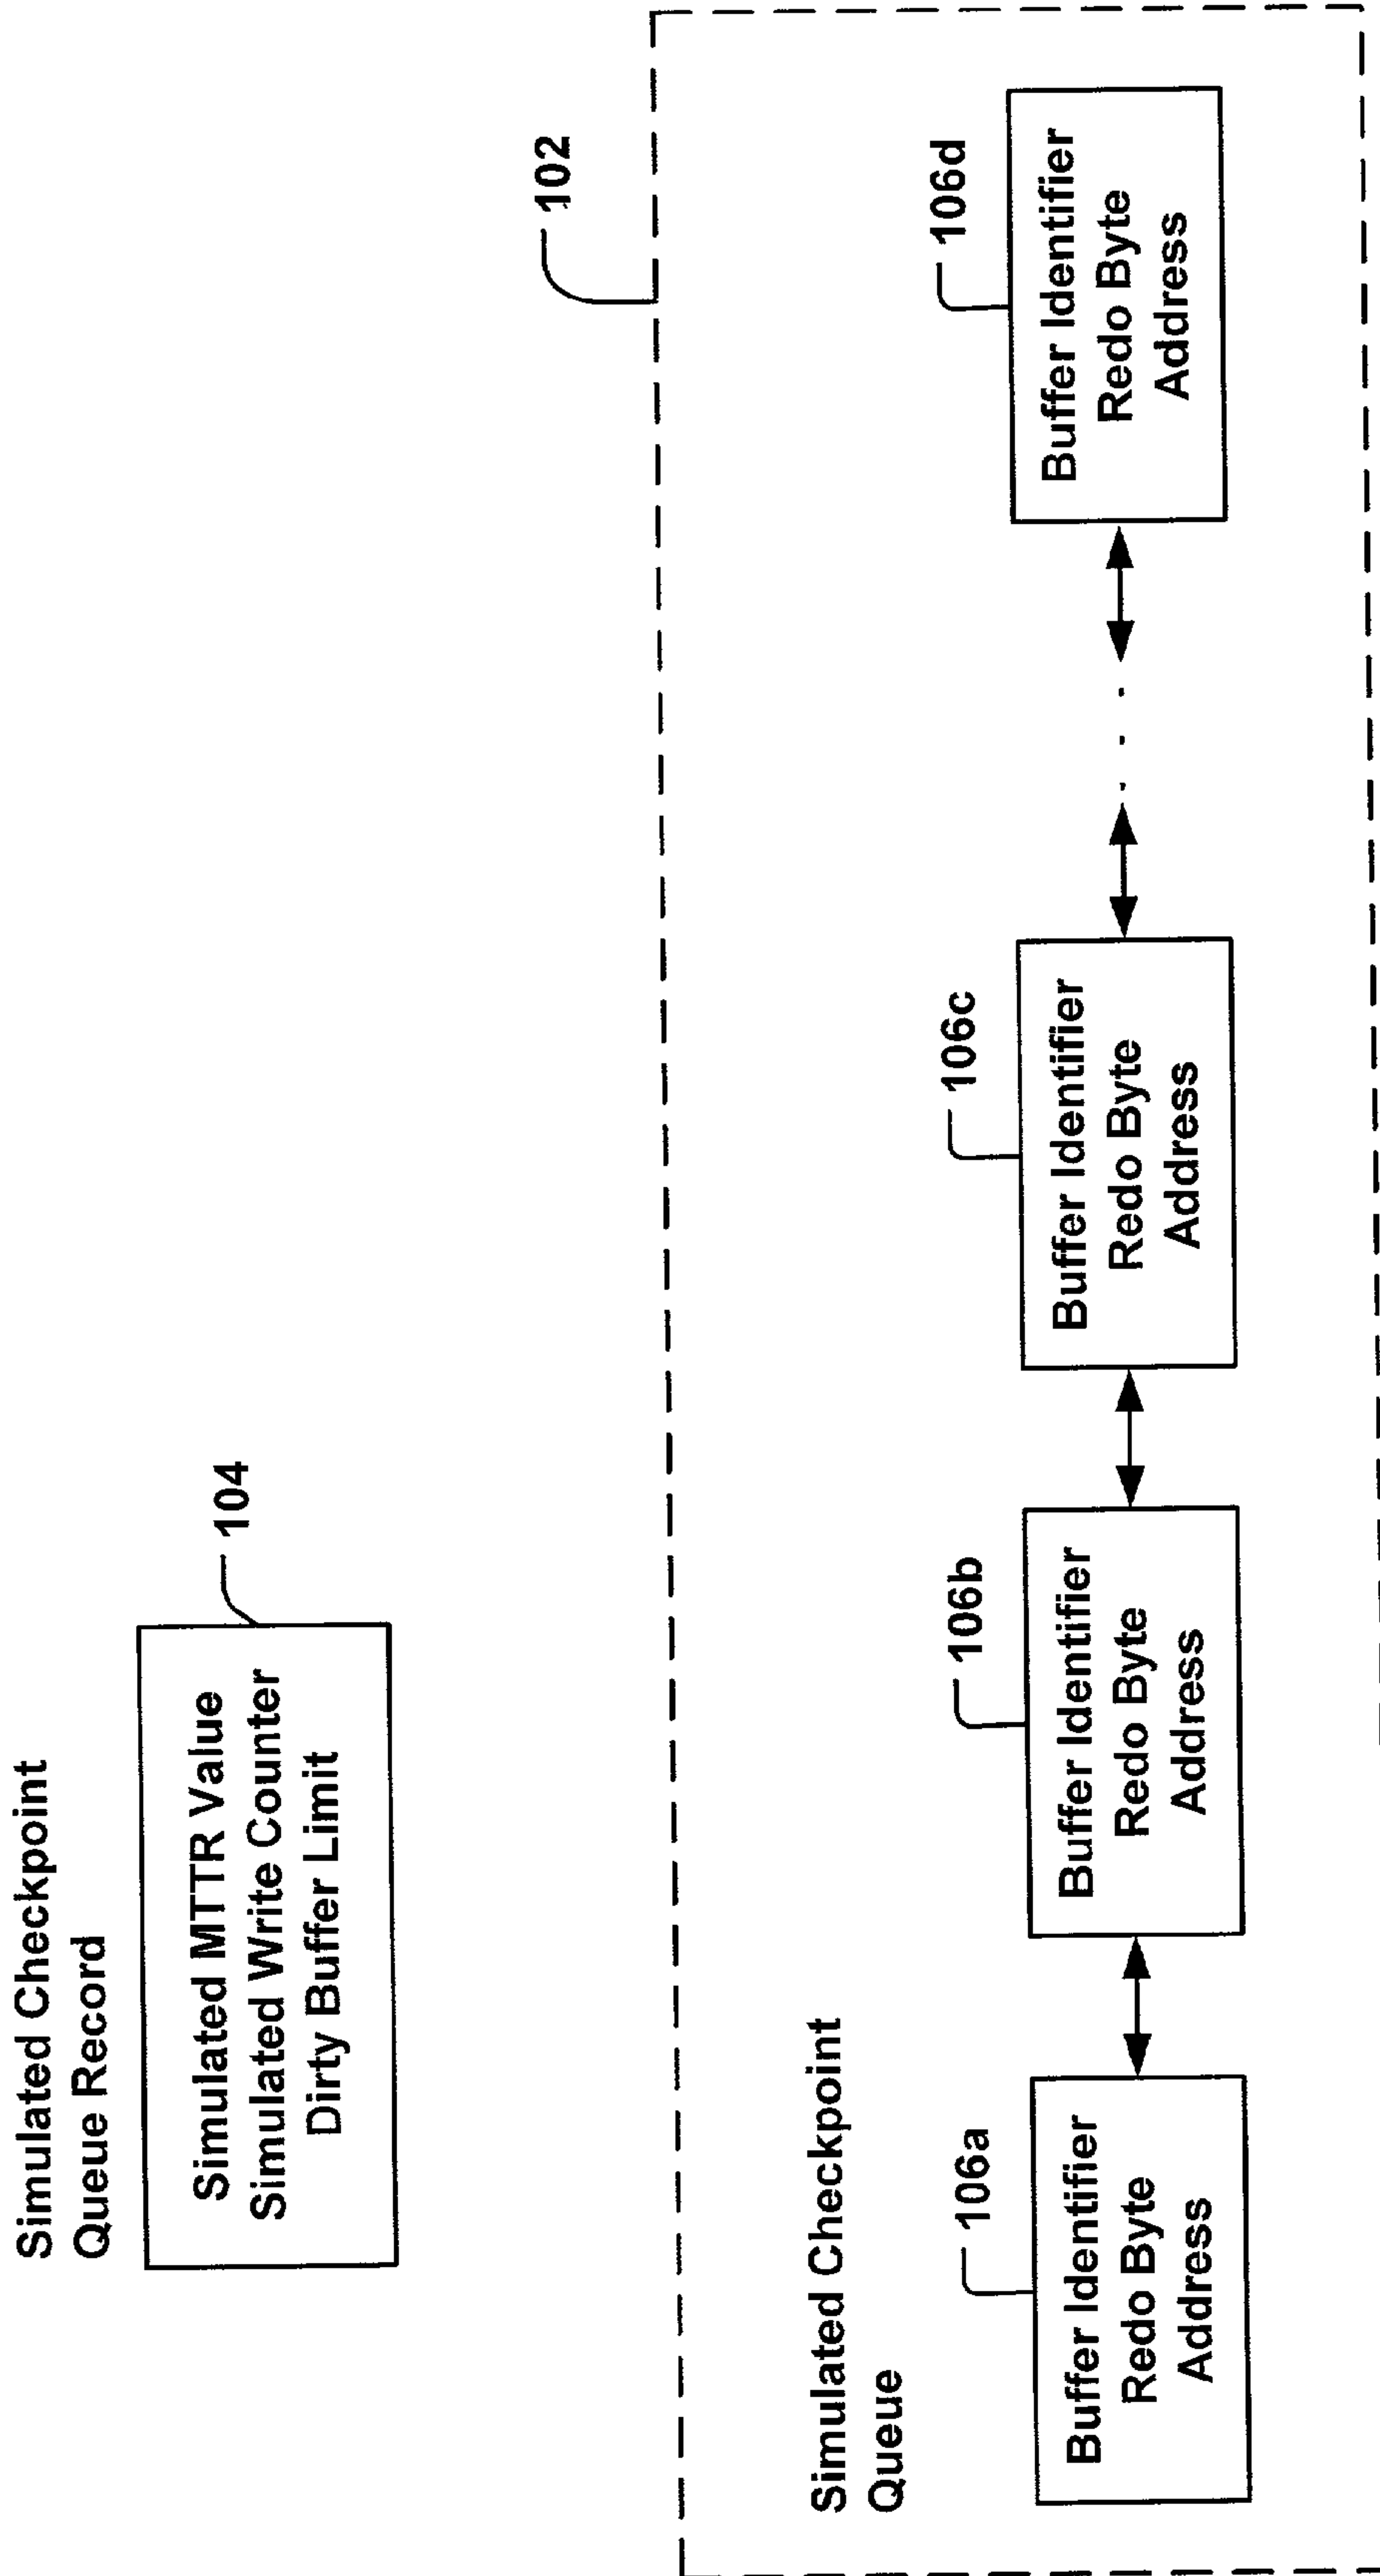 Simulated Checkpoint
Queue Record
104
Simulated MTTR Value
Simulated Write Counter
Dirty Buffer Limit
102
Simulated Checkpoint
Queue
106a
Buffer Identifier
Redo Byte
Address
106b
Buffer Identifier
Redo Byte
Address
106c
Buffer Identifier
Redo Byte
Address
. . .
106d
Buffer Identifier
Redo Byte
Address